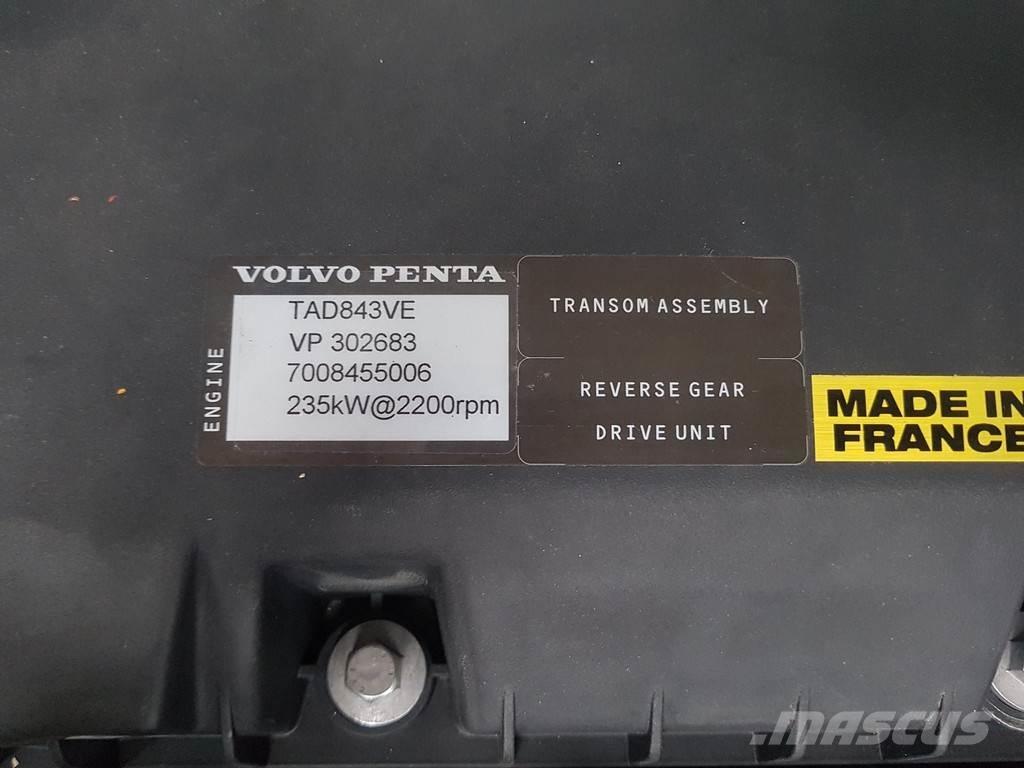 VOLVO PENTA
ENGINE
TAD843VE
VP 302683
7008455006
235kW@2200rpm
TRANSOM ASSEMBLY
REVERSE GEAR
DRIVE UNIT
MADE IN
FRANCE
mascus